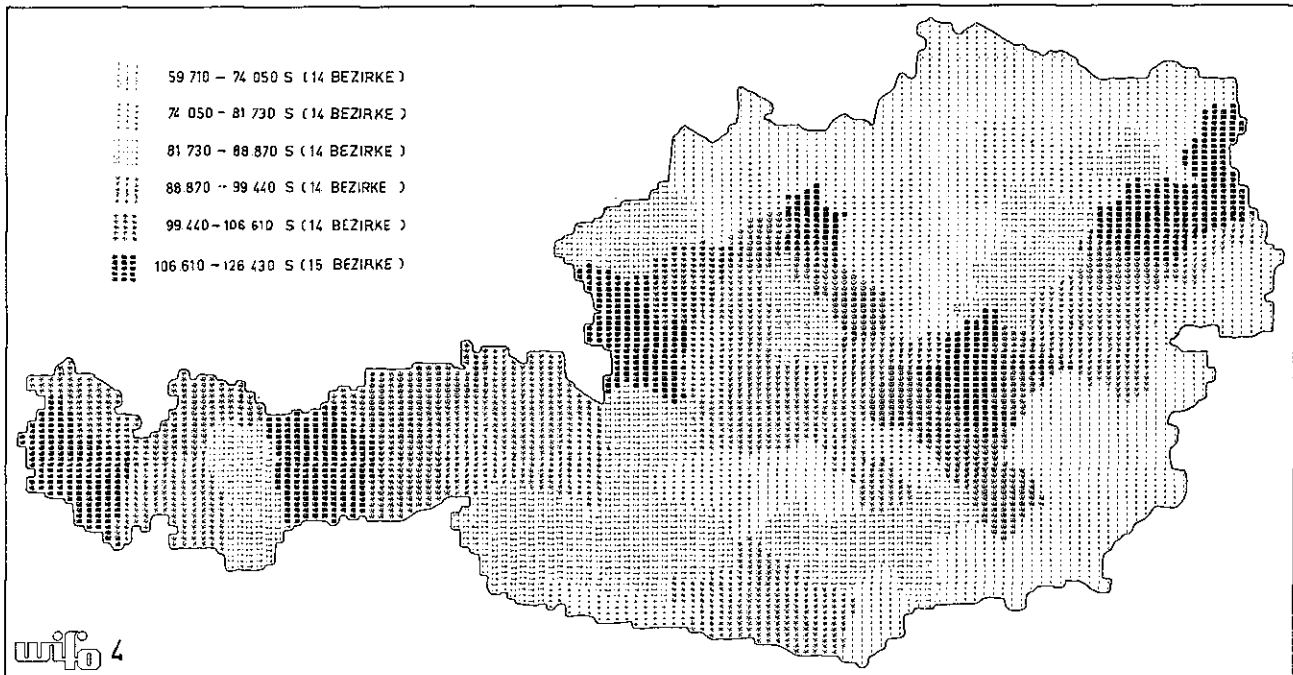 59 710 – 74 050 S (14 BEZIRKE)
74 050 – 81 730 S (14 BEZIRKE)
81 730 – 88.870 S (14 BEZIRKE)
88.870 – 99 440 S (14 BEZIRKE)
99.440 – 106 610 S (14 BEZIRKE)
106.610 – 126 430 S (15 BEZIRKE)
wifo 4